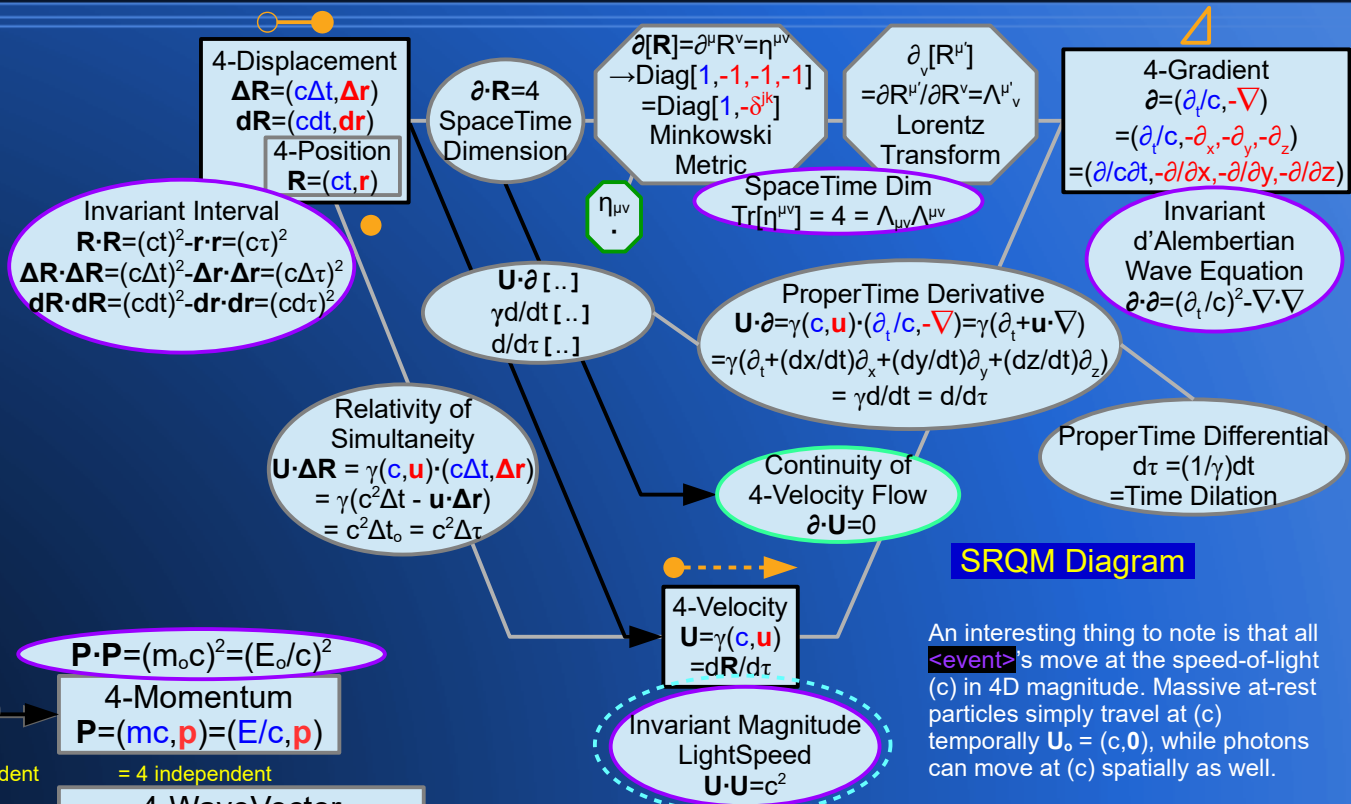 4-Displacement
ΔR=(cΔt,Δr)
dR=(cdt,dr)
4-Position
R=(ct,r)
∂·R=4
SpaceTime
Dimension
∂[R]=∂^μR^ν=η^μν
→Diag[1,-1,-1,-1]
=Diag[1,-δ^jk]
Minkowski
Metric
∂_ν[R^μ']
=∂R^μ'/∂R^ν=Λ^μ'_ν
Lorentz
Transform
4-Gradient
∂=(∂_t/c,-∇)
=(∂_t/c,-∂_x,-∂_y,-∂_z)
=(∂/c∂t,-∂/∂x,-∂/∂y,-∂/∂z)
Invariant Interval
R·R=(ct)²-r·r=(cτ)²
ΔR·ΔR=(cΔt)²-Δr·Δr=(cΔτ)²
dR·dR=(cdt)²-dr·dr=(cdτ)²
η_μν
.
SpaceTime Dim
Tr[η^μν] = 4 = Λ_μνΛ^μν
Invariant
d'Alembertian
Wave Equation
∂·∂=(∂_t/c)²-∇·∇
U·∂ [..]
γd/dt [..]
d/dτ [..]
ProperTime Derivative
U·∂=γ(c,u)·(∂_t/c,-∇)=γ(∂_t+u·∇)
=γ(∂_t+(dx/dt)∂_x+(dy/dt)∂_y+(dz/dt)∂_z)
= γd/dt = d/dτ
Relativity of
Simultaneity
U·ΔR = γ(c,u)·(cΔt,Δr)
= γ(c²Δt - u·Δr)
= c²Δt_o = c²Δτ
ProperTime Differential
dτ =(1/γ)dt
=Time Dilation
Continuity of
4-Velocity Flow
∂·U=0
SRQM Diagram
4-Velocity
U=γ(c,u)
=dR/dτ
Invariant Magnitude
LightSpeed
U·U=c²
An interesting thing to note is that all
<event>'s move at the speed-of-light
(c) in 4D magnitude. Massive at-rest
particles simply travel at (c)
temporally U_o = (c,0), while photons
can move at (c) spatially as well.
P·P=(m_oc)²=(E_o/c)²
4-Momentum
P=(mc,p)=(E/c,p)
dent = 4 independent
4-WaveVector